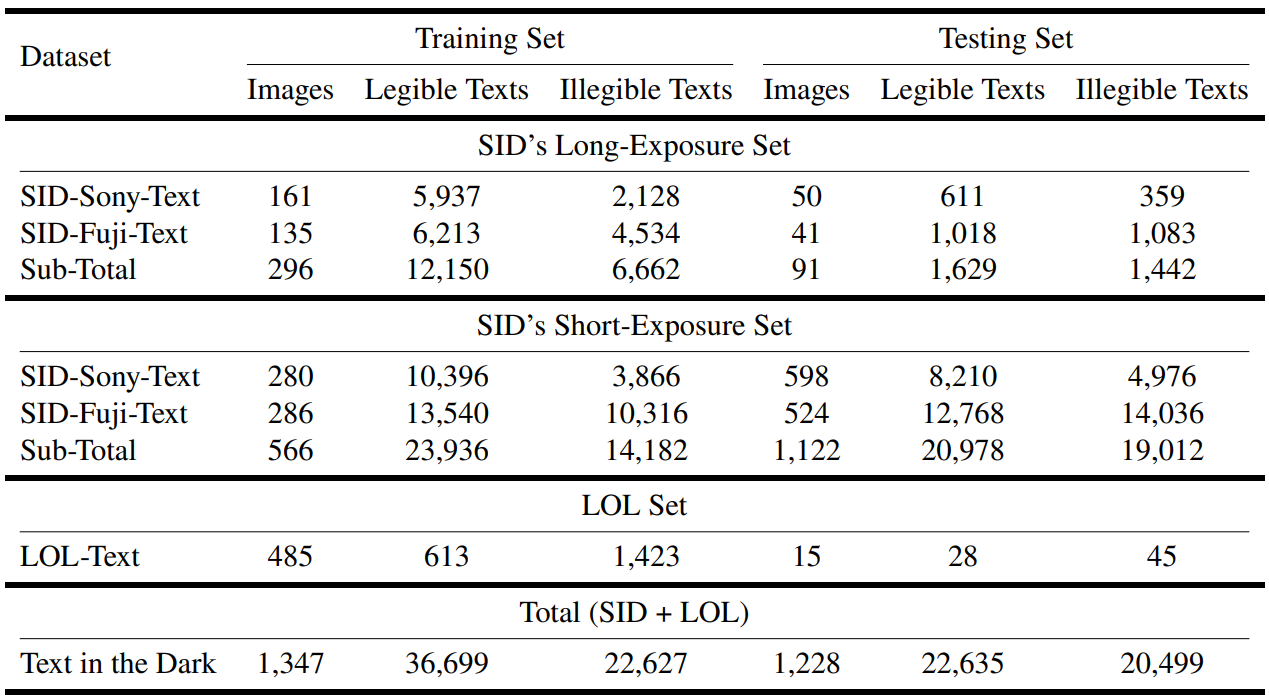 Dataset Training Set Testing Set
Images Legible Texts Illegible Texts Images Legible Texts Illegible Texts
SID’s Long-Exposure Set
SID-Sony-Text 161 5,937 2,128 50 611 359
SID-Fuji-Text 135 6,213 4,534 41 1,018 1,083
Sub-Total 296 12,150 6,662 91 1,629 1,442
SID’s Short-Exposure Set
SID-Sony-Text 280 10,396 3,866 598 8,210 4,976
SID-Fuji-Text 286 13,540 10,316 524 12,768 14,036
Sub-Total 566 23,936 14,182 1,122 20,978 19,012
LOL Set
LOL-Text 485 613 1,423 15 28 45
Total (SID + LOL)
Text in the Dark 1,347 36,699 22,627 1,228 22,635 20,499